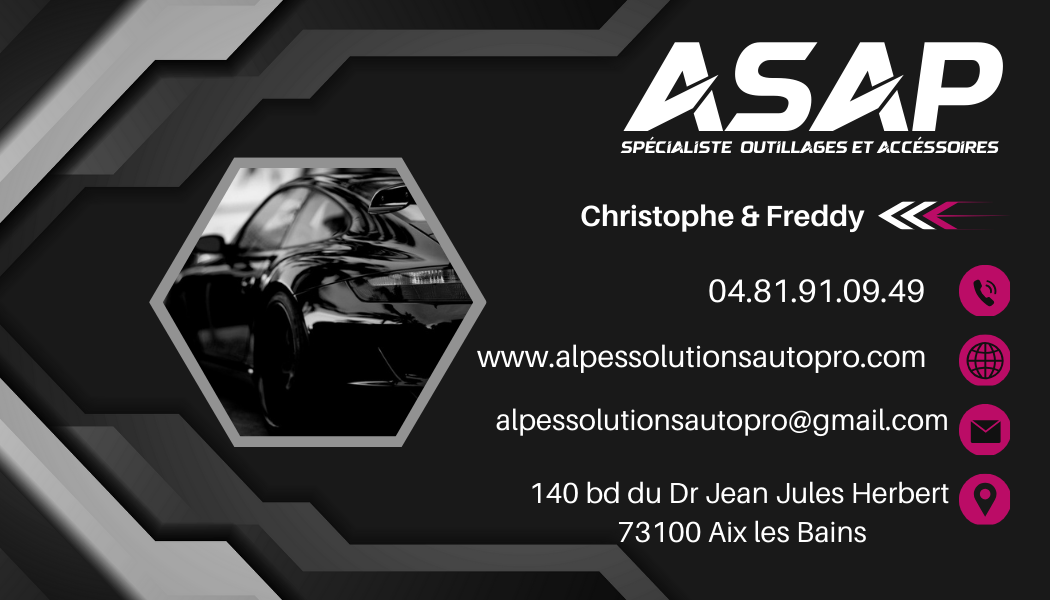 ASAP
SPÉCIALISTE OUTILLAGES ET ACCÉSSOIRES
Christophe & Freddy
04.81.91.09.49
www.alpessolutionsautopro.com
alpessolutionsautopro@gmail.com
140 bd du Dr Jean Jules Herbert
73100 Aix les Bains